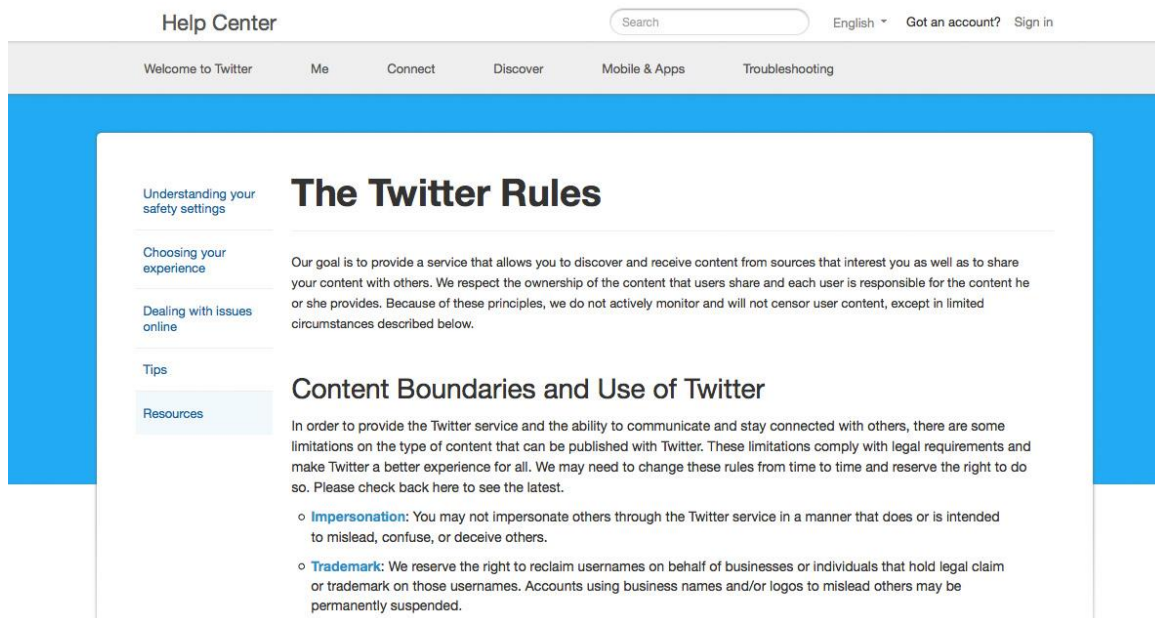 Help Center
Search
English
Got an account?
Sign in
Welcome to Twitter
Me
Connect
Discover
Mobile & Apps
Troubleshooting
Understanding your
safety settings
Choosing your
experience
Dealing with issues
online
Tips
Resources
The Twitter Rules
Our goal is to provide a service that allows you to discover and receive content from sources that interest you as well as to share
your content with others. We respect the ownership of the content that users share and each user is responsible for the content he
or she provides. Because of these principles, we do not actively monitor and will not censor user content, except in limited
circumstances described below.
Content Boundaries and Use of Twitter
In order to provide the Twitter service and the ability to communicate and stay connected with others, there are some
limitations on the type of content that can be published with Twitter. These limitations comply with legal requirements and
make Twitter a better experience for all. We may need to change these rules from time to time and reserve the right to do
so. Please check back here to see the latest.
Impersonation: You may not impersonate others through the Twitter service in a manner that does or is intended
to mislead, confuse, or deceive others.
Trademark: We reserve the right to reclaim usernames on behalf of businesses or individuals that hold legal claim
or trademark on those usernames. Accounts using business names and/or logos to mislead others may be
permanently suspended.